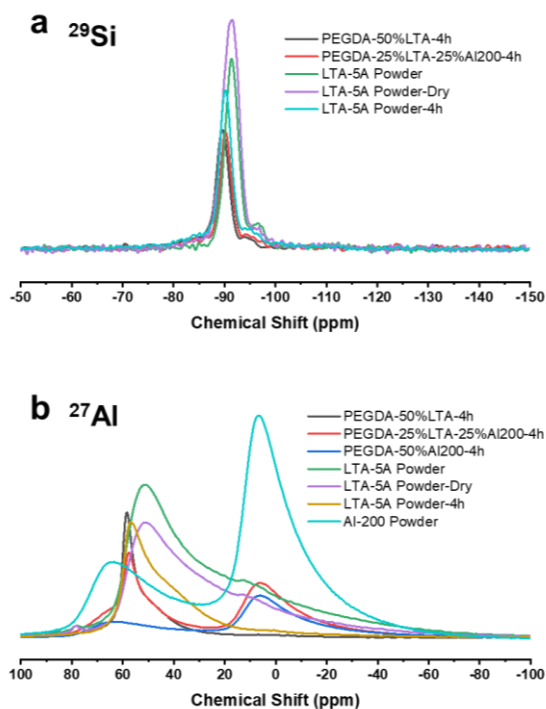 a ²⁹Si
PEGDA-50%LTA-4h
PEGDA-25%LTA-25%Al200-4h
LTA-5A Powder
LTA-5A Powder-Dry
LTA-5A Powder-4h
-50 -60 -70 -80 -90 -100 -110 -120 -130 -140 -150
Chemical Shift (ppm)
b ²⁷Al
PEGDA-50%LTA-4h
PEGDA-25%LTA-25%Al200-4h
PEGDA-50%Al200-4h
LTA-5A Powder
LTA-5A Powder-Dry
LTA-5A Powder-4h
Al-200 Powder
100 80 60 40 20 0 -20 -40 -60 -80 -100
Chemical Shift (ppm)